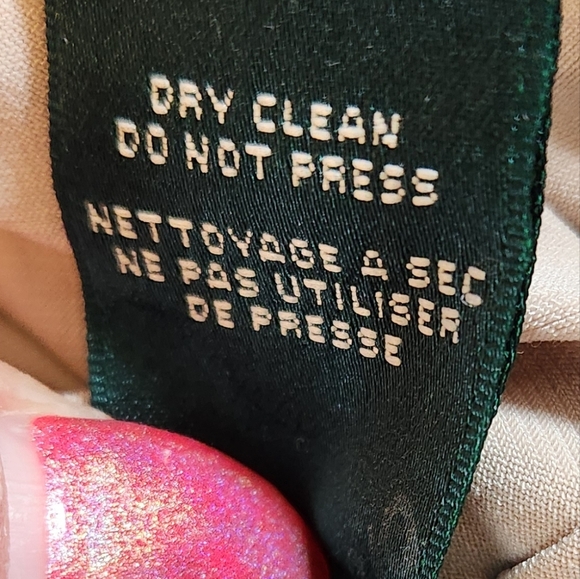 DRY CLEAN
DO NOT PRESS
NETTOYAGE A SEC
NE PAS UTILISER
DE PRESSE